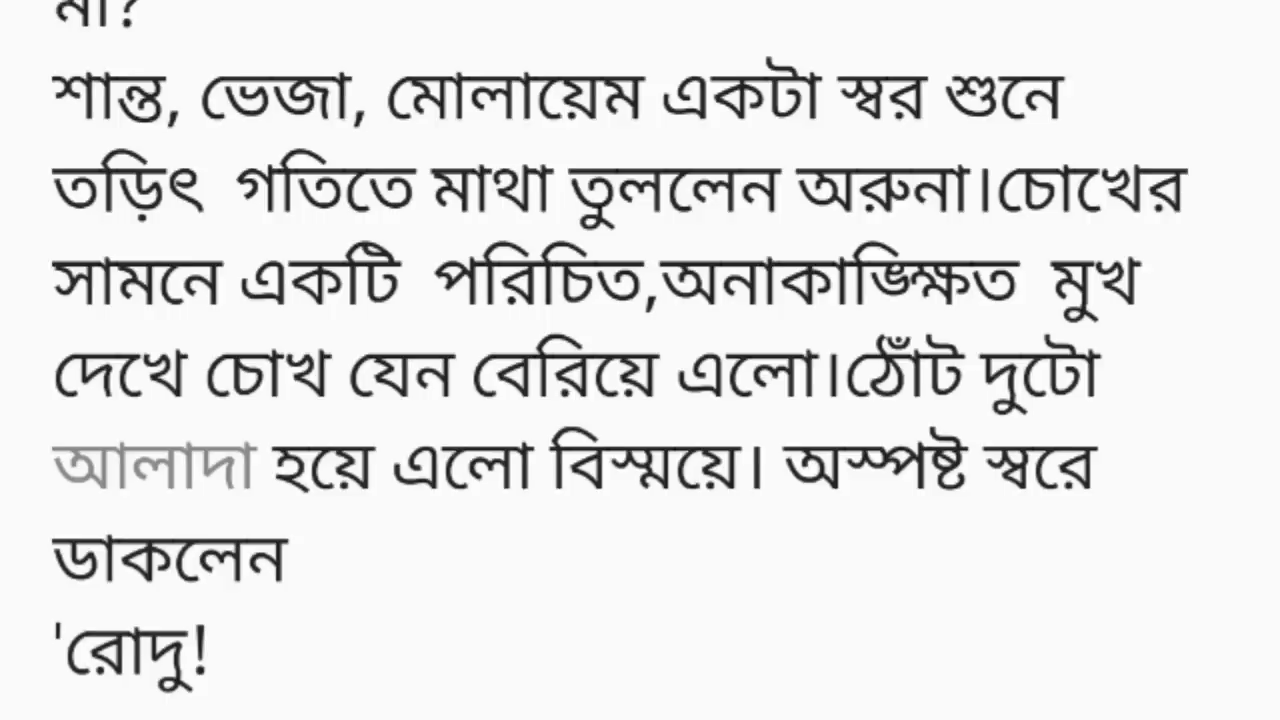 মা?
শান্ত, ভেজা, মোলায়েম একটা স্বর শুনে
তড়িৎ  গতিতে মাথা তুললেন অরুনা।চোখের
সামনে একটি  পরিচিত,অনাকাঙ্ক্ষিত  মুখ
দেখে চোখ যেন বেরিয়ে এলো।ঠোঁট দুটো
আলাদা হয়ে এলো বিস্ময়ে। অস্পষ্ট স্বরে
ডাকলেন
'রোদু!